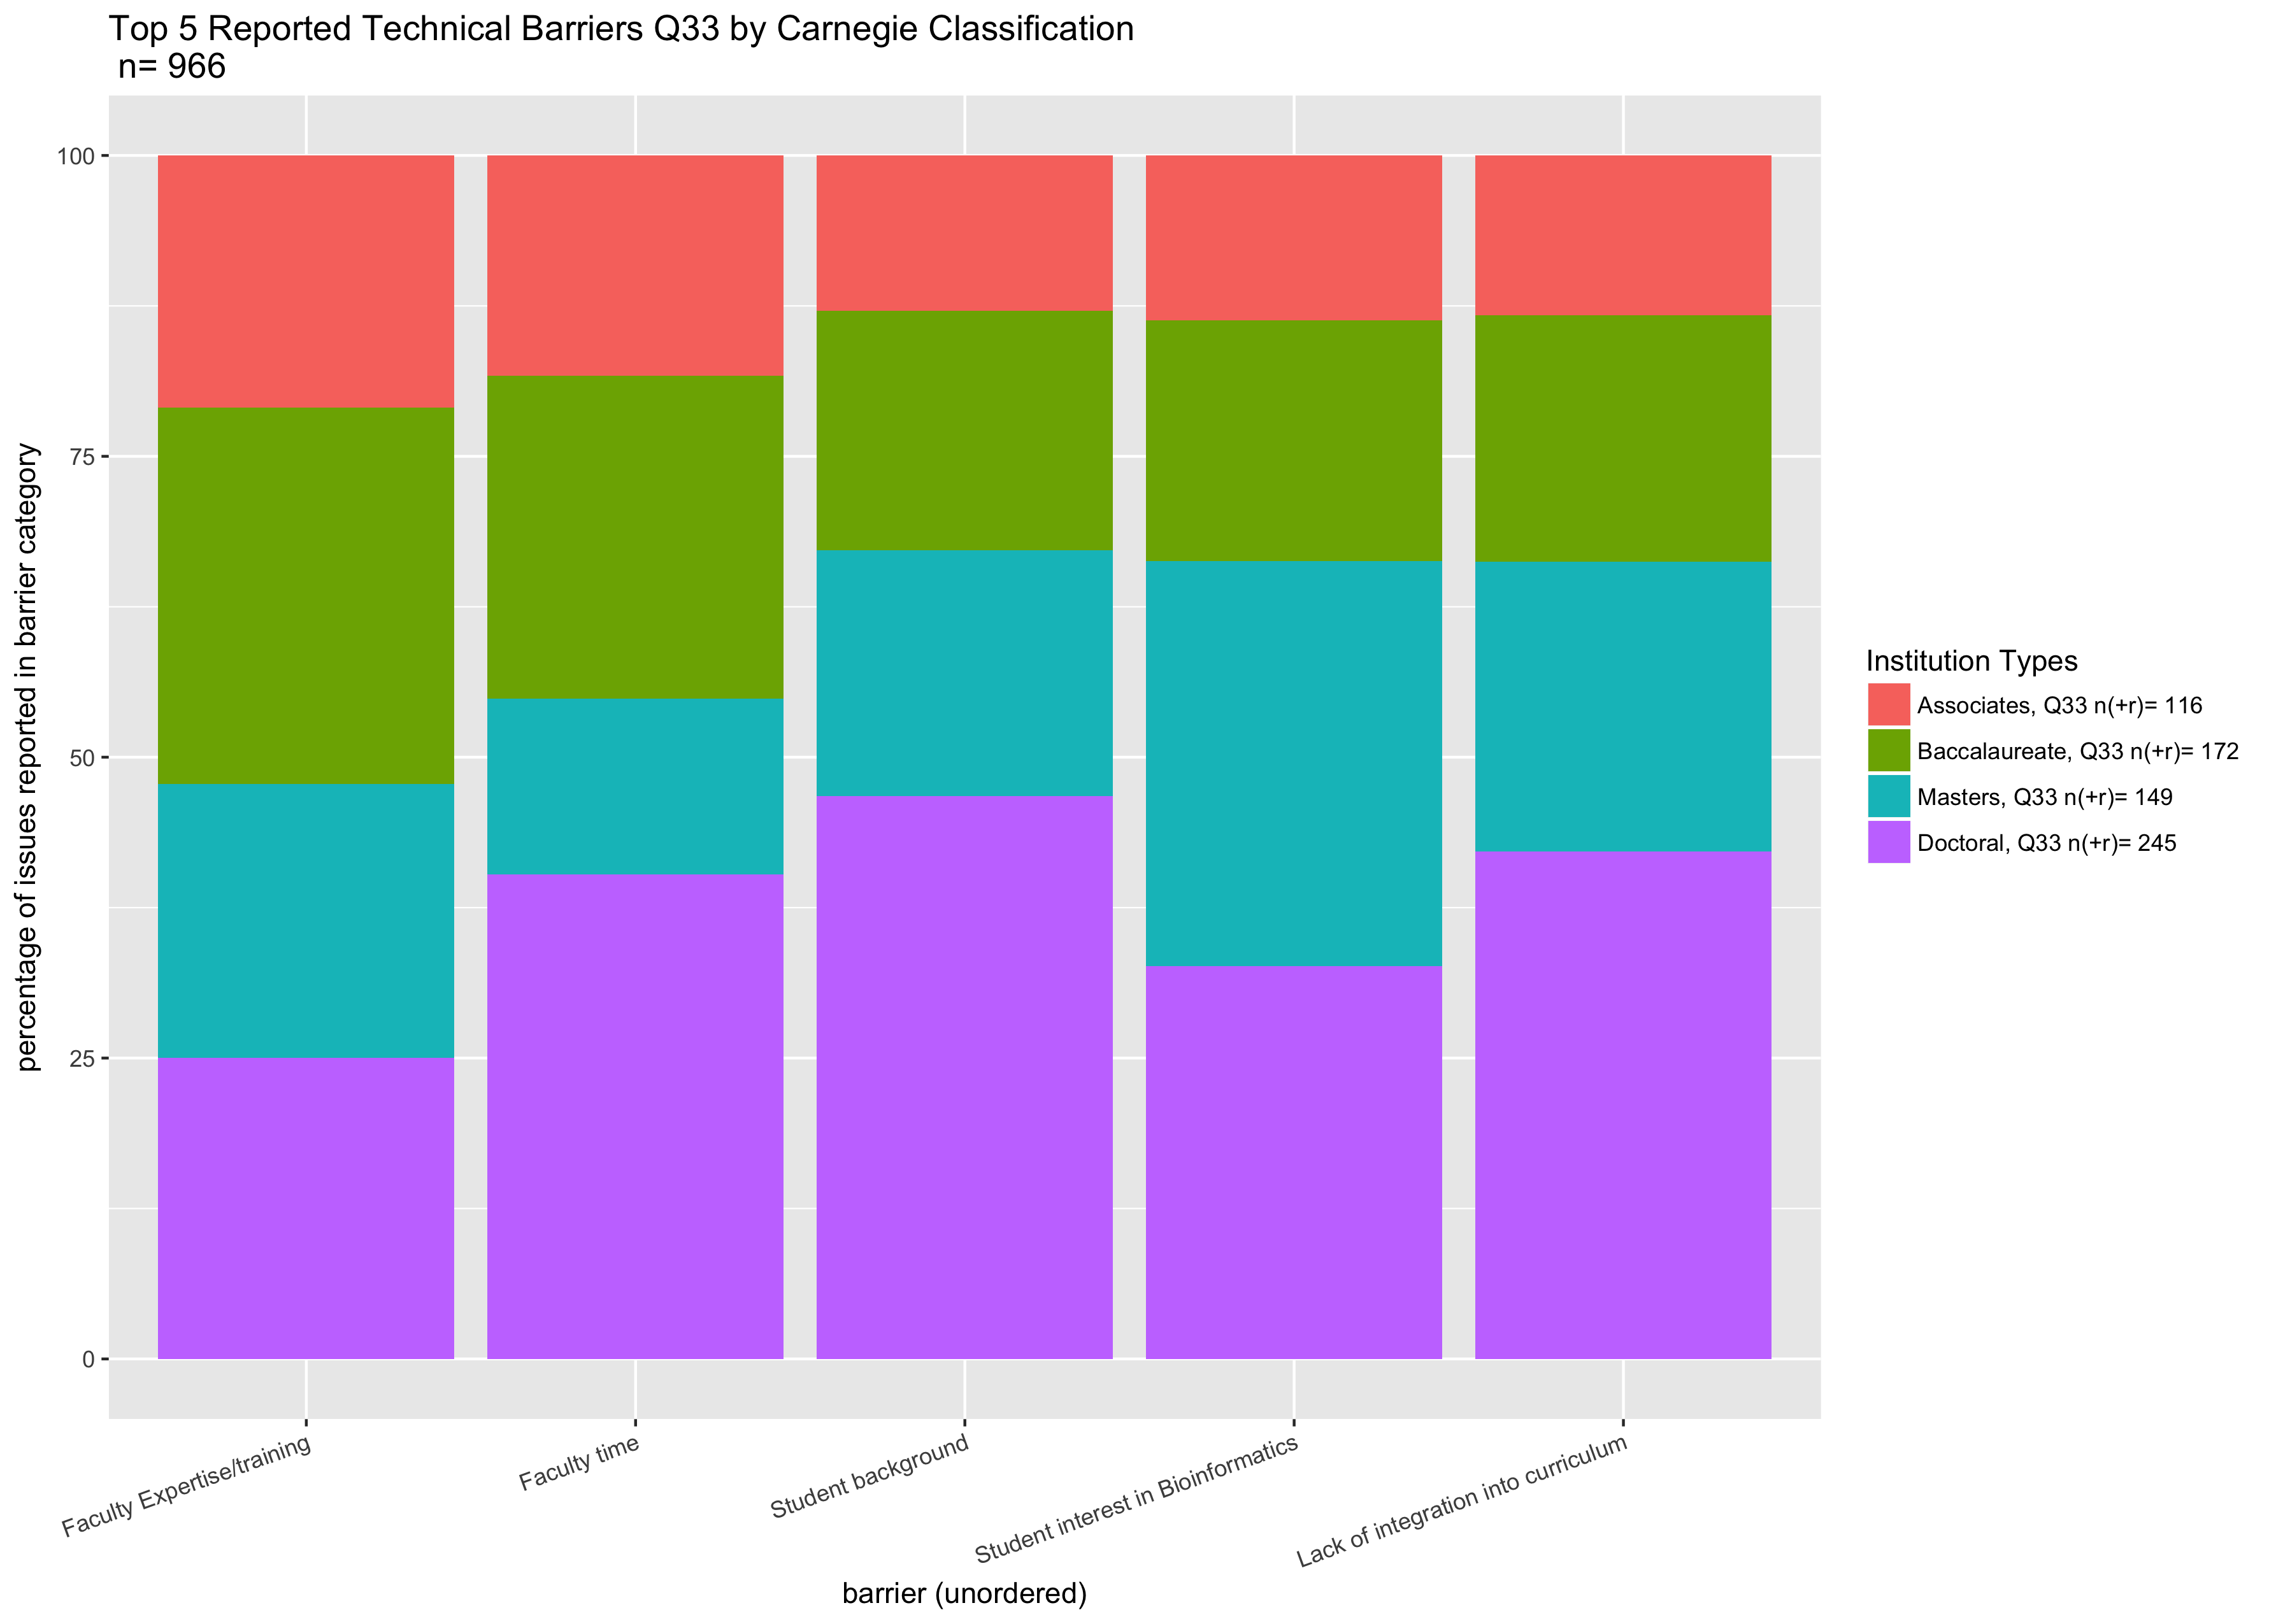 Top 5 Reported Technical Barriers Q33 by Carnegie Classification
n= 966
percentage of issues reported in barrier category
100
75
50
25
0
Faculty Expertise/training
Faculty time
Student background
Student interest in Bioinformatics
Lack of integration into curriculum
barrier (unordered)
Institution Types
Associates, Q33 n(+r)= 116
Baccalaureate, Q33 n(+r)= 172
Masters, Q33 n(+r)= 149
Doctoral, Q33 n(+r)= 245